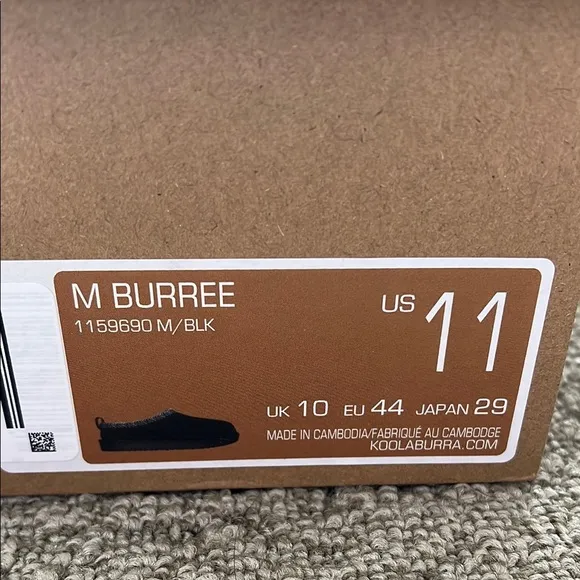 M BURREE
1159690 M/BLK
US 11
UK 10 EU 44 JAPAN 29
MADE IN CAMBODIA/FABRIQUÉ AU CAMBODGE
KOOLABURRA.COM